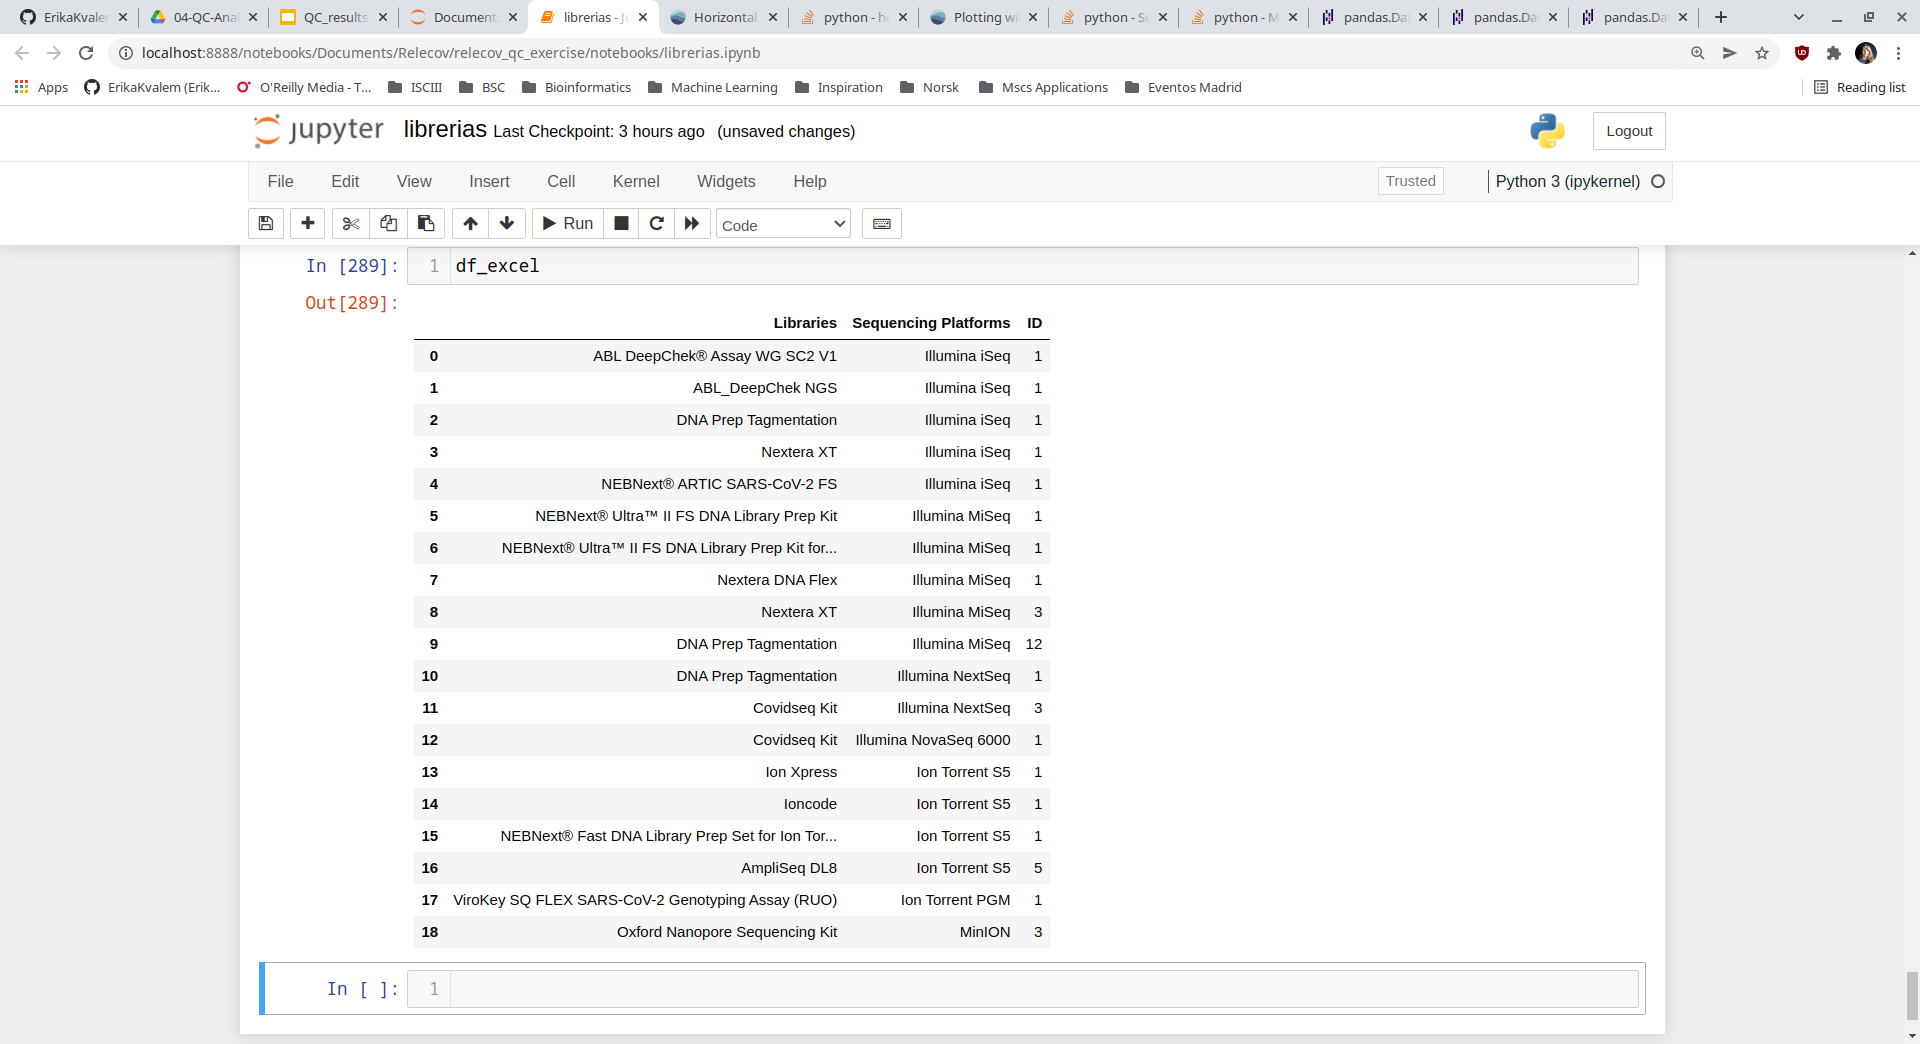 ErikaKvaler
04-QC-Anal
QC_results
Documents
librerias - J
Horizontal
python - ho
Plotting wi
python - Se
python - M
pandas.Dat
pandas.Dat
pandas.Dat
localhost:8888/notebooks/Documents/Relecov/relecov_qc_exercise/notebooks/librerias.ipynb
Apps ErikaKvalem (Erik... O'Reilly Media - T... ISCIII BSC Bioinformatics Machine Learning Inspiration Norsk Mscs Applications Eventos Madrid Reading list
jupyter librerias Last Checkpoint: 3 hours ago (unsaved changes) Logout
File Edit View Insert Cell Kernel Widgets Help Trusted Python 3 (ipykernel)
Run Code
In [289]: 1 df_excel
Out[289]:
Libraries Sequencing Platforms ID
0 ABL DeepChek® Assay WG SC2 V1 Illumina iSeq 1
1 ABL_DeepChek NGS Illumina iSeq 1
2 DNA Prep Tagmentation Illumina iSeq 1
3 Nextera XT Illumina iSeq 1
4 NEBNext® ARTIC SARS-CoV-2 FS Illumina iSeq 1
5 NEBNext® Ultra™ II FS DNA Library Prep Kit Illumina MiSeq 1
6 NEBNext® Ultra™ II FS DNA Library Prep Kit for... Illumina MiSeq 1
7 Nextera DNA Flex Illumina MiSeq 1
8 Nextera XT Illumina MiSeq 3
9 DNA Prep Tagmentation Illumina MiSeq 12
10 DNA Prep Tagmentation Illumina NextSeq 1
11 Covidseq Kit Illumina NextSeq 3
12 Covidseq Kit Illumina NovaSeq 6000 1
13 Ion Xpress Ion Torrent S5 1
14 Ioncode Ion Torrent S5 1
15 NEBNext® Fast DNA Library Prep Set for Ion Tor... Ion Torrent S5 1
16 AmpliSeq DL8 Ion Torrent S5 5
17 ViroKey SQ FLEX SARS-CoV-2 Genotyping Assay (RUO) Ion Torrent PGM 1
18 Oxford Nanopore Sequencing Kit MinION 3
In [ ]: 1